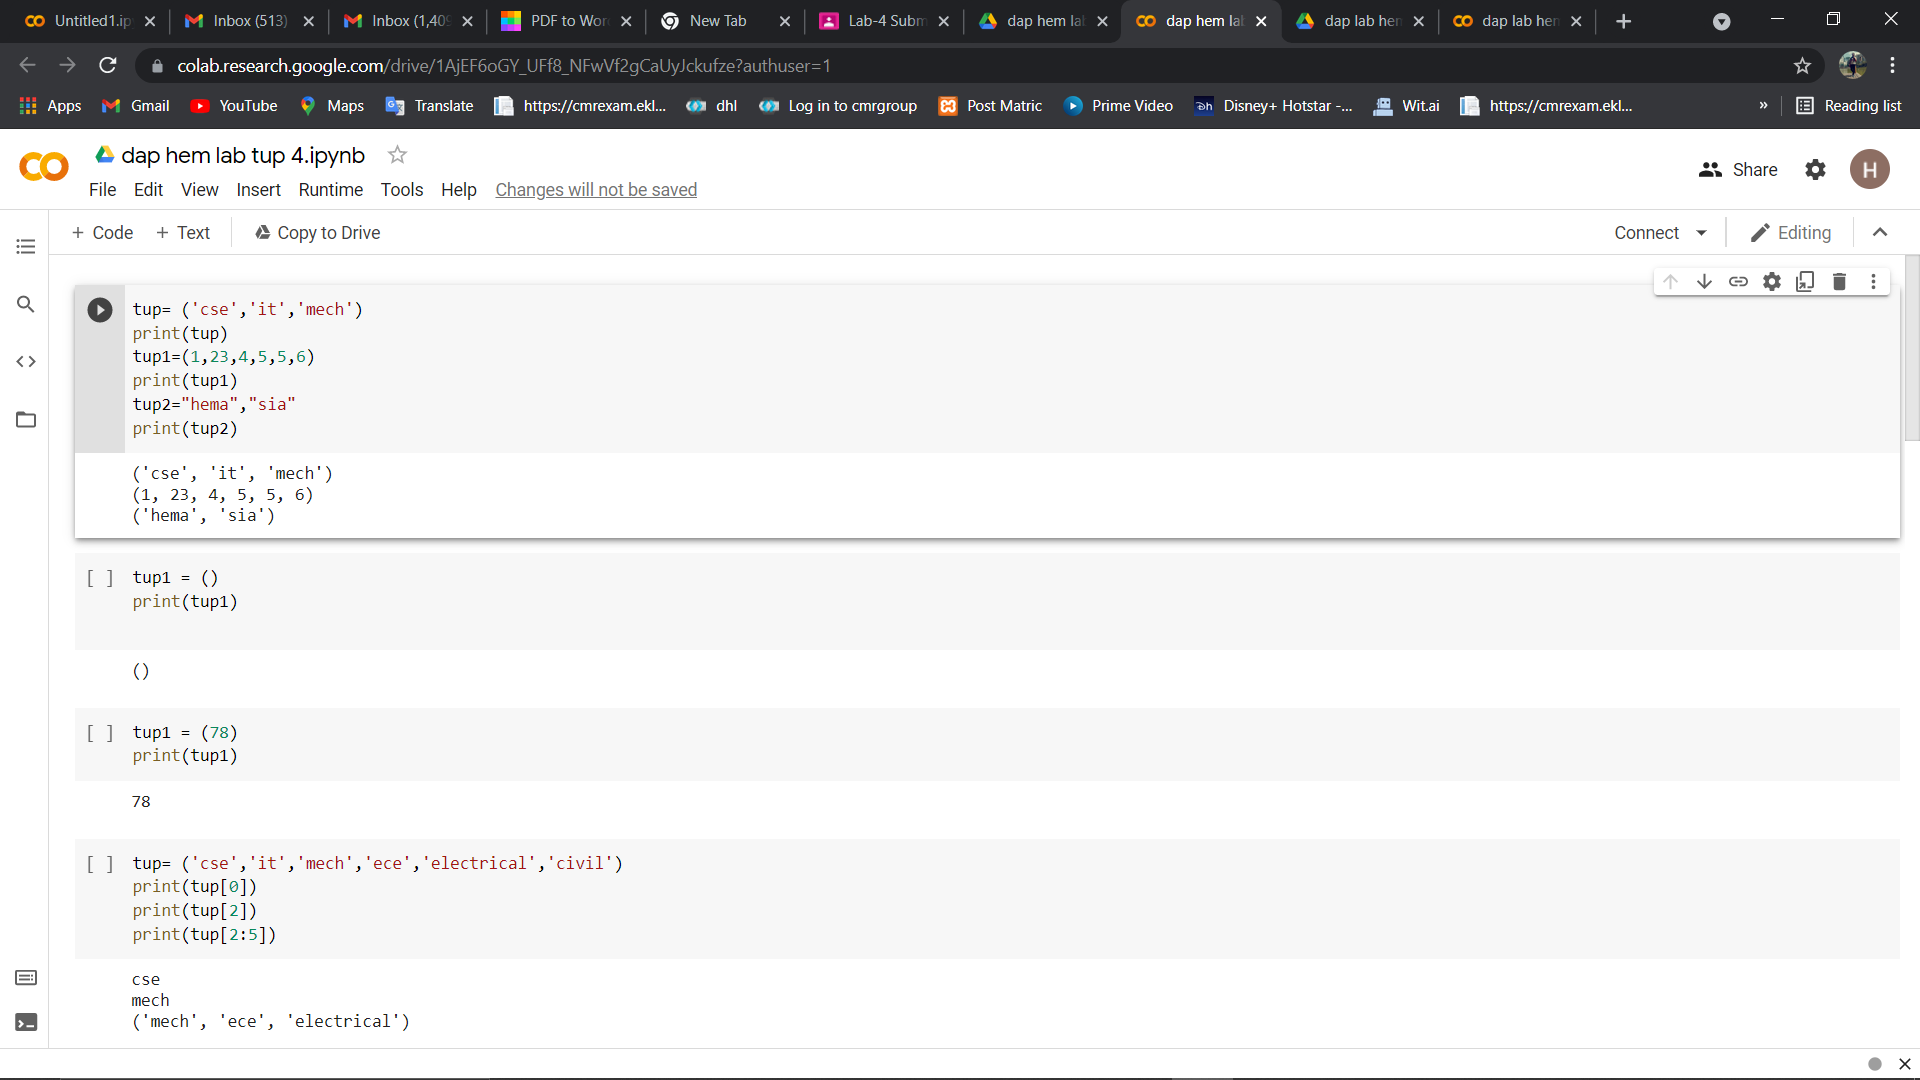 Untitled1.ip
Inbox (513)
Inbox (1,409
PDF to Wor
New Tab
Lab-4 Subm
dap hem la
dap hem la
dap lab hem
dap lab hem
colab.research.google.com/drive/1AjEF6oGY_UFf8_NFwVf2gCaUyJckufze?authuser=1
Apps
Gmail
YouTube
Maps
Translate
https://cmrexam.ekl...
dhl
Log in to cmrgroup
Post Matric
Prime Video
Disney+ Hotstar -...
Wit.ai
https://cmrexam.ekl...
»
Reading list
dap hem lab tup 4.ipynb
Share
H
File Edit View Insert Runtime Tools Help Changes will not be saved
+ Code + Text Copy to Drive
Connect
Editing
tup= ('cse','it','mech')
print(tup)
tup1=(1,23,4,5,5,6)
print(tup1)
tup2="hema","sia"
print(tup2)
('cse', 'it', 'mech')
(1, 23, 4, 5, 5, 6)
('hema', 'sia')
[ ] tup1 = ()
print(tup1)
()
[ ] tup1 = (78)
print(tup1)
78
[ ] tup= ('cse','it','mech','ece','electrical','civil')
print(tup[0])
print(tup[2])
print(tup[2:5])
cse
mech
('mech', 'ece', 'electrical')